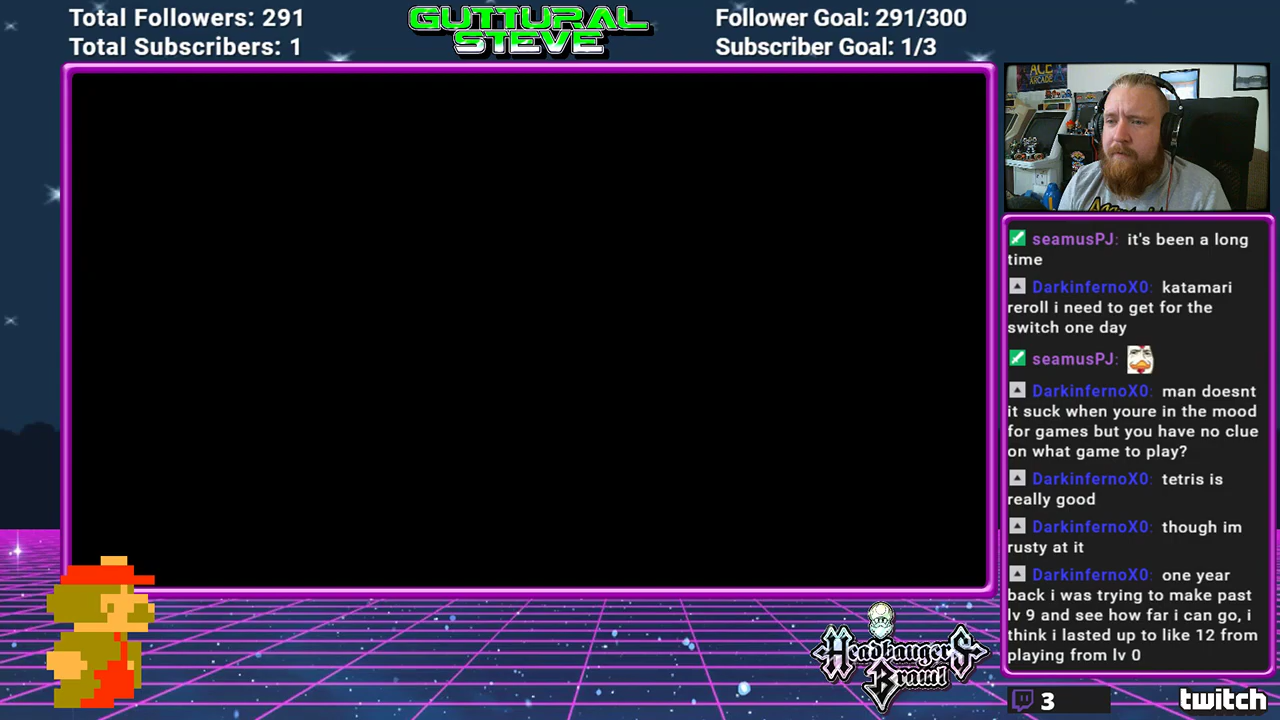 Total Followers: 291
Total Subscribers: 1
GUTTURAL
STEVE
Follower Goal: 291/300
Subscriber Goal: 1/3
ACE
ARCADE
seamusPJ: it's been a long
time
DarkinfernoX0: katamari
reroll i need to get for the
switch one day
seamusPJ:
DarkinfernoX0: man doesnt
it suck when youre in the mood
for games but you have no clue
on what game to play?
DarkinfernoX0: tetris is
really good
DarkinfernoX0: though im
rusty at it
DarkinfernoX0: one year
back i was trying to make past
lv 9 and see how far i can go, i
think i lasted up to like 12 from
playing from lv 0
Headbangers
Brawl
3
twitch